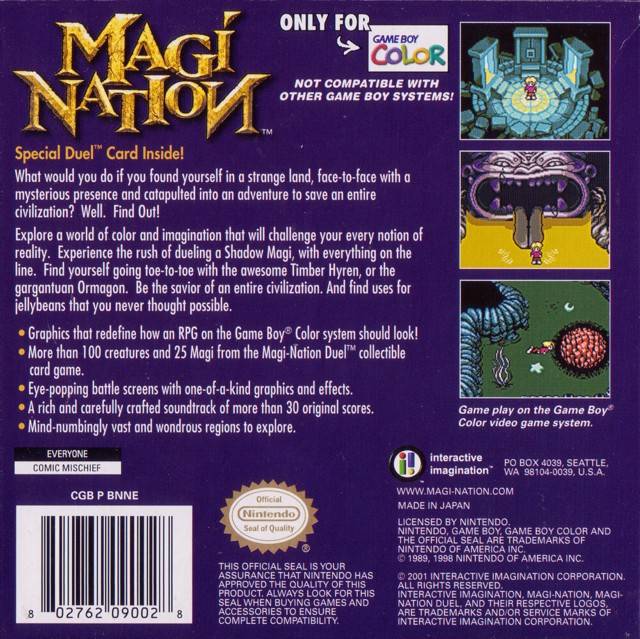 MAGI
NATION™
ONLY FOR
GAME BOY
COLOR
NOT COMPATIBLE WITH
OTHER GAME BOY SYSTEMS!
Special Duel™ Card Inside!
What would you do if you found yourself in a strange land, face-to-face with a
mysterious presence and catapulted into an adventure to save an entire
civilization? Well. Find Out!
Explore a world of color and imagination that will challenge your every notion of
reality. Experience the rush of dueling a Shadow Magi, with everything on the
line. Find yourself going toe-to-toe with the awesome Timber Hyren, or the
gargantuan Ormagon. Be the savior of an entire civilization. And find uses for
jellybeans that you never thought possible.
• Graphics that redefine how an RPG on the Game Boy® Color system should look!
• More than 100 creatures and 25 Magi from the Magi-Nation Duel™ collectible
card game.
• Eye-popping battle screens with one-of-a-kind graphics and effects.
• A rich and carefully crafted soundtrack of more than 30 original scores.
• Mind-numbingly vast and wondrous regions to explore.
Game play on the Game Boy®
Color video game system.
EVERYONE
COMIC MISCHIEF
CGB P BNNE
8 02762 09002 8
Official
Nintendo
Seal of Quality
®
THIS OFFICIAL SEAL IS YOUR
ASSURANCE THAT NINTENDO HAS
APPROVED THE QUALITY OF THIS
PRODUCT. ALWAYS LOOK FOR THIS
SEAL WHEN BUYING GAMES AND
ACCESSORIES TO ENSURE
COMPLETE COMPATIBILITY.
i!
interactive
imagination™
PO BOX 4039, SEATTLE,
WA 98104-0039, U.S.A.
WWW.MAGI-NATION.COM
MADE IN JAPAN
LICENSED BY NINTENDO.
NINTENDO, GAME BOY, GAME BOY COLOR AND
THE OFFICIAL SEAL ARE TRADEMARKS OF
NINTENDO OF AMERICA INC.
© 1989, 1998 NINTENDO OF AMERICA INC.
© 2001 INTERACTIVE IMAGINATION CORPORATION.
ALL RIGHTS RESERVED.
INTERACTIVE IMAGINATION, MAGI-NATION, MAGI-
NATION DUEL, AND THEIR RESPECTIVE LOGOS,
ARE TRADEMARKS AND/OR SERVICE MARKS OF
INTERACTIVE IMAGINATION CORPORATION.